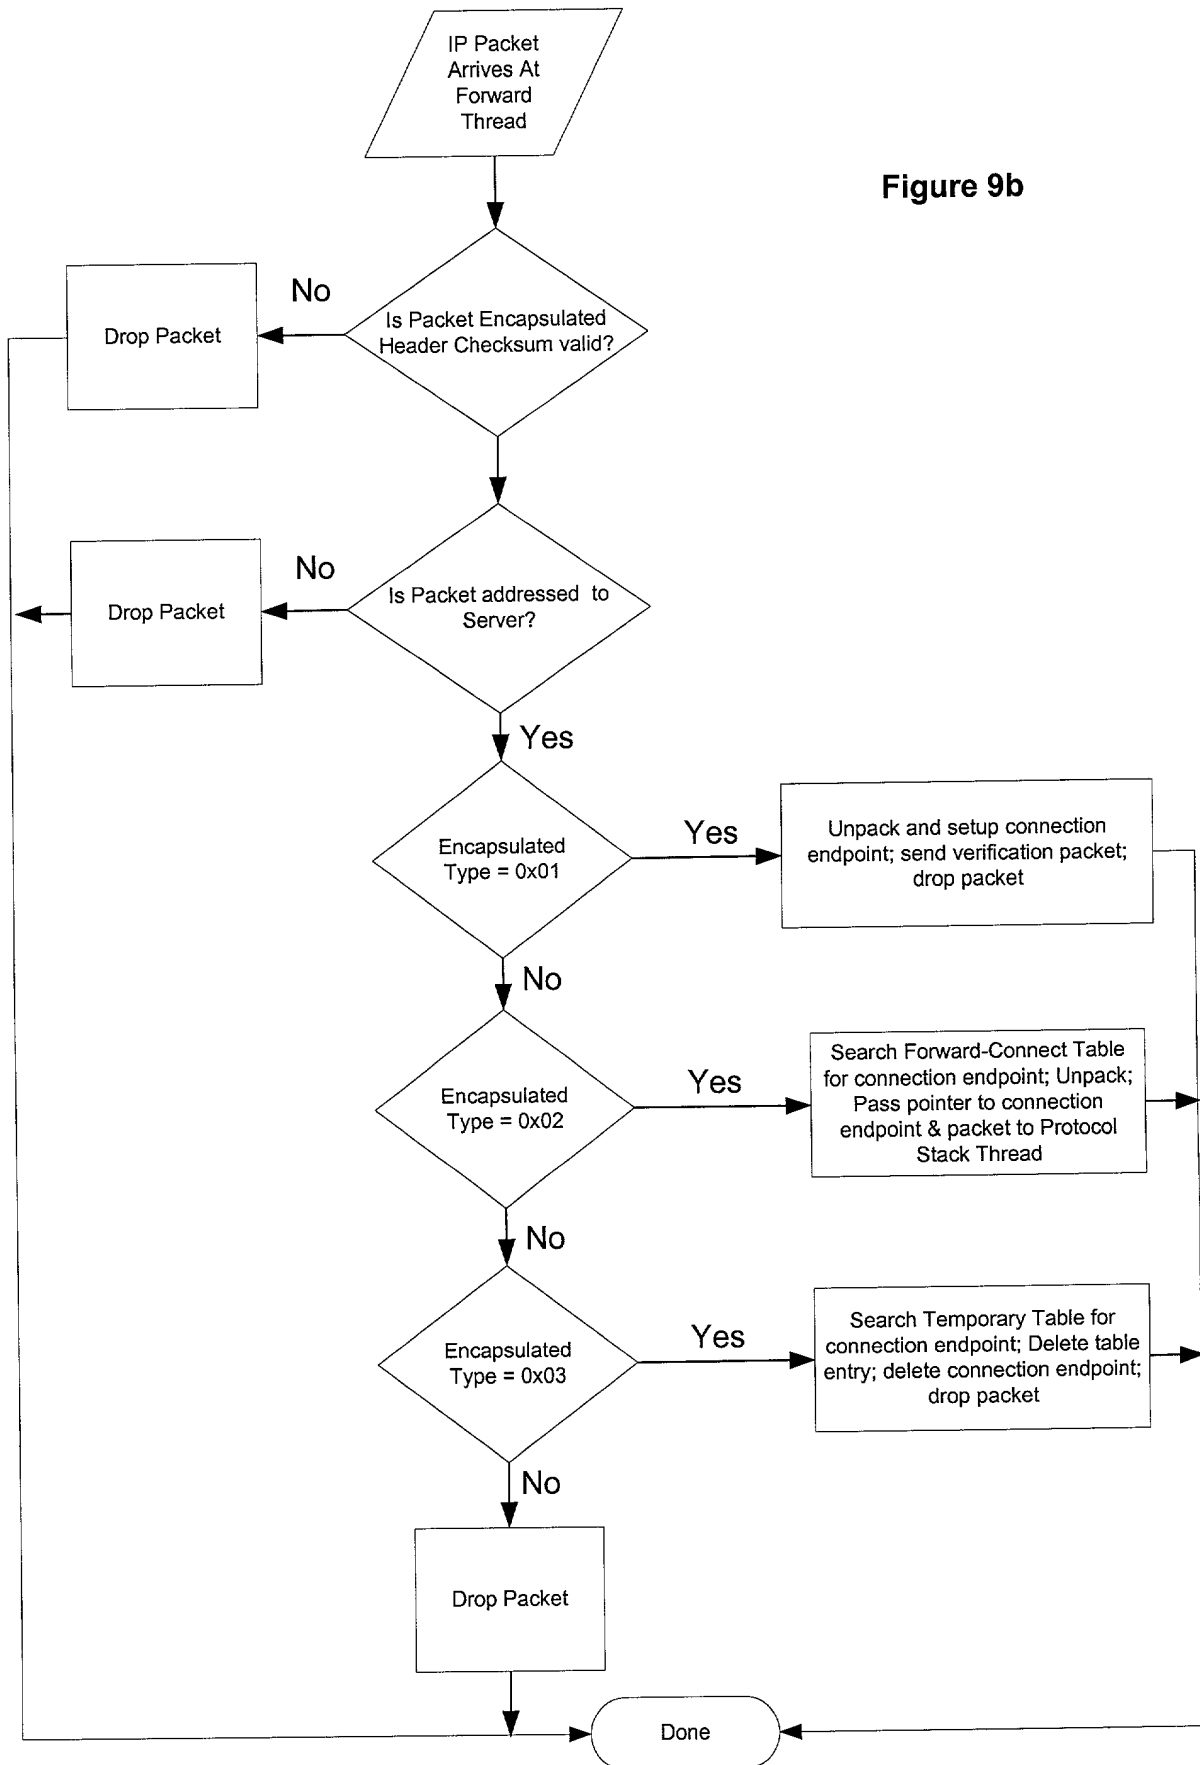 IP Packet
Arrives At
Forward
Thread
Figure 9b
No
Drop Packet
Is Packet Encapsulated
Header Checksum valid?
No
Drop Packet
Is Packet addressed to
Server?
Yes
Encapsulated
Type = 0x01
Yes
Unpack and setup connection
endpoint; send verification packet;
drop packet
No
Encapsulated
Type = 0x02
Yes
Search Forward-Connect Table
for connection endpoint; Unpack;
Pass pointer to connection
endpoint & packet to Protocol
Stack Thread
No
Encapsulated
Type = 0x03
Yes
Search Temporary Table for
connection endpoint; Delete table
entry; delete connection endpoint;
drop packet
No
Drop Packet
Done